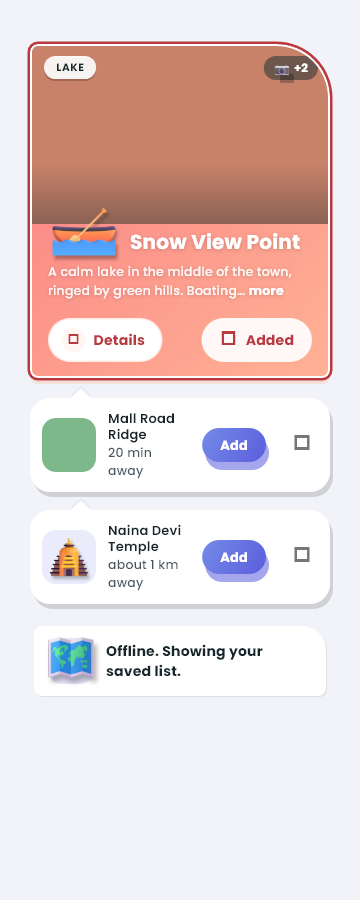 LAKE
+2
Snow View Point
A calm lake in the middle of the town,
ringed by green hills. Boating… more
Details
Added
Mall Road
Ridge
20 min
away
Add
Naina Devi
Temple
about 1 km
away
Add
Offline. Showing your
saved list.